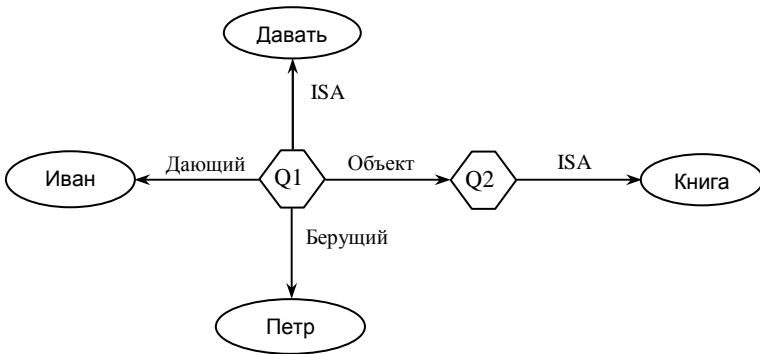 Давать
ISA
Дающий
Объект
ISA
Иван
Q1
Q2
Книга
Берущий
Петр